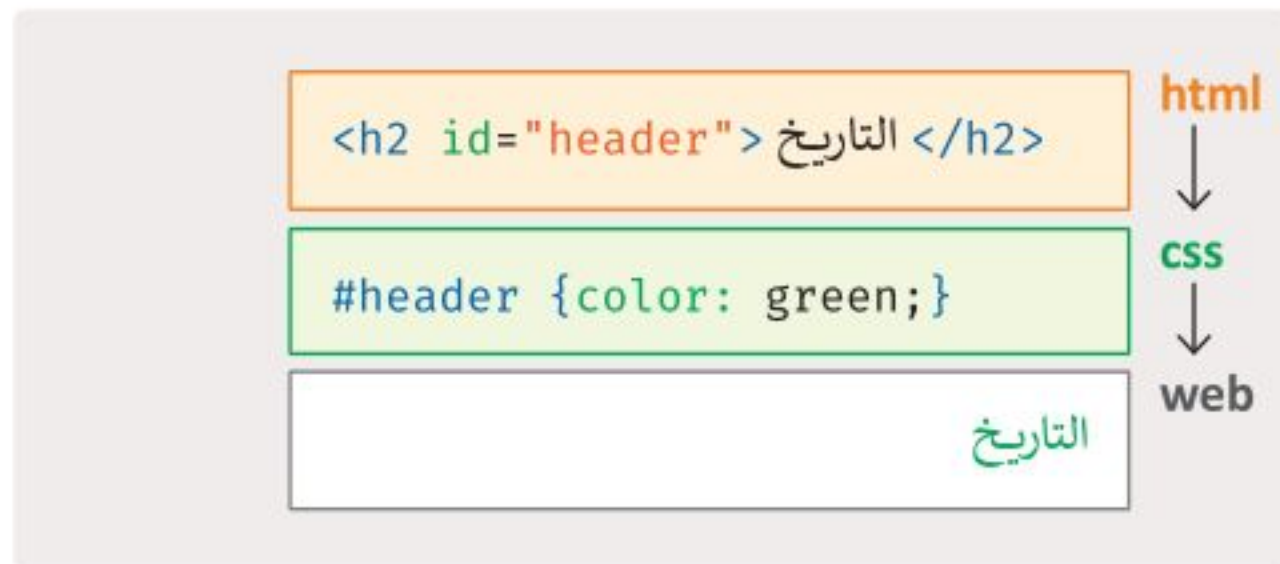 html
<h2 id="header"> التاريخ </h2>
css
#header {color: green;}
web
التاريخ